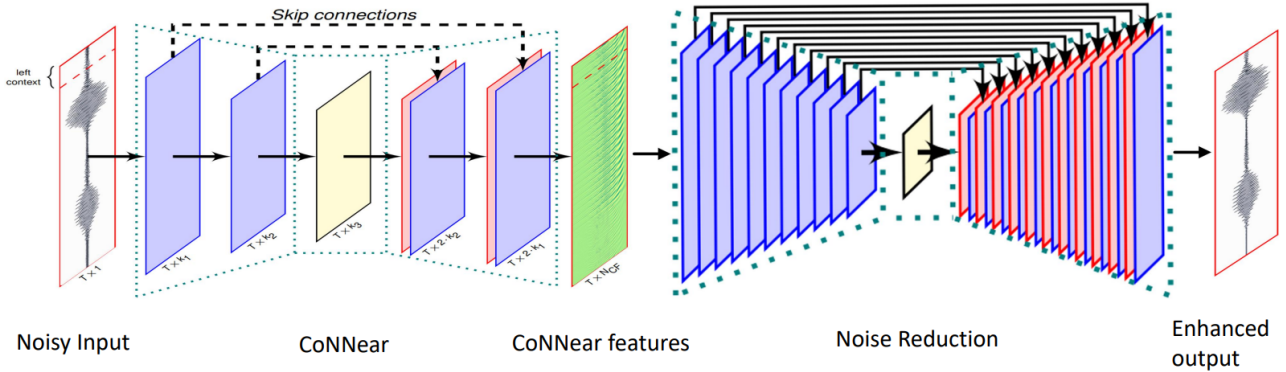 Skip connections
left
context
T × 1
T × k1
T × k2
T × k3
T × 2·k2
T × 2·k1
T × NCF
Noisy Input
CoNNear
CoNNear features
Noise Reduction
Enhanced
output